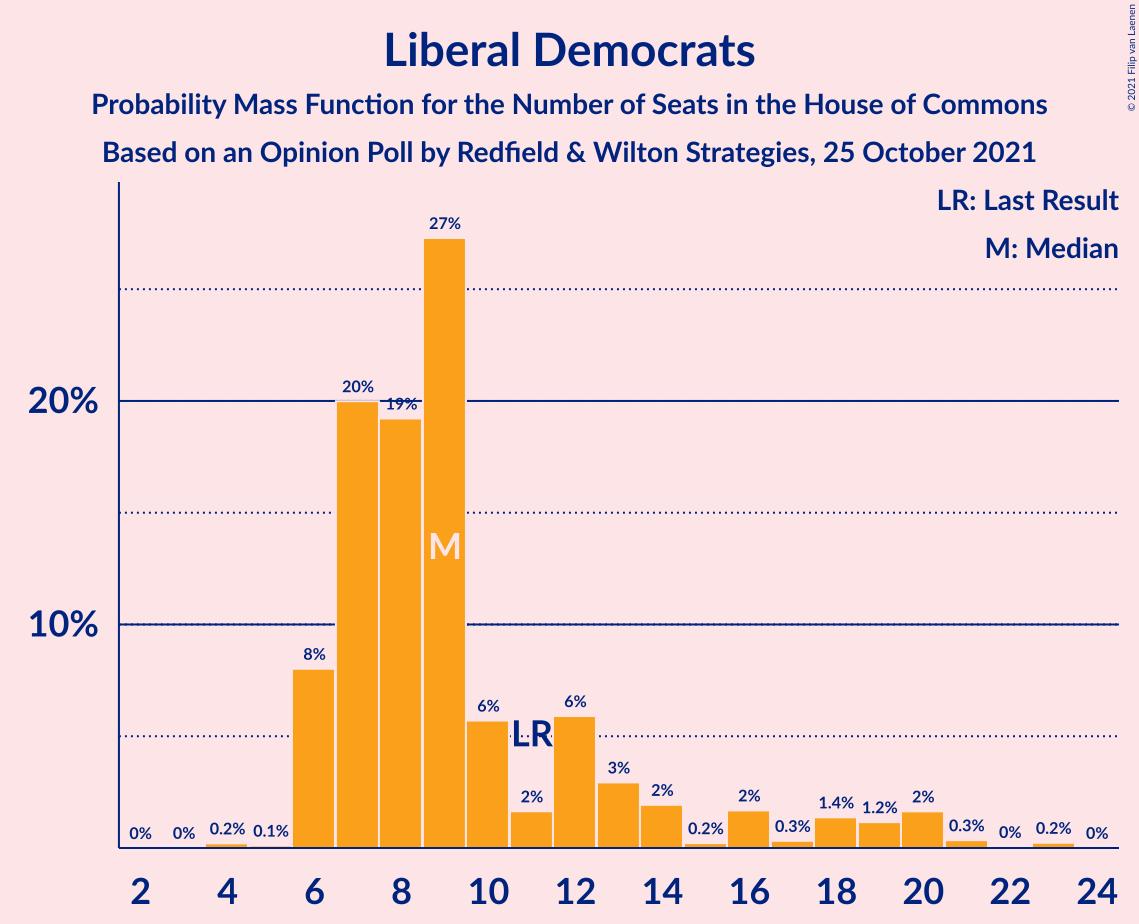 © 2021 Filip van Laenen
Liberal Democrats
Probability Mass Function for the Number of Seats in the House of Commons
Based on an Opinion Poll by Redfield & Wilton Strategies, 25 October 2021
LR: Last Result
M: Median
27%
20%
20%
19%
M
10%
8%
6%
LR
6%
3%
2%
2%
2%
1.4%
1.2%
2%
0%
0%
0.2%
0.1%
0.2%
0.3%
0.3%
0%
0.2%
0%
2 4 6 8 10 12 14 16 18 20 22 24